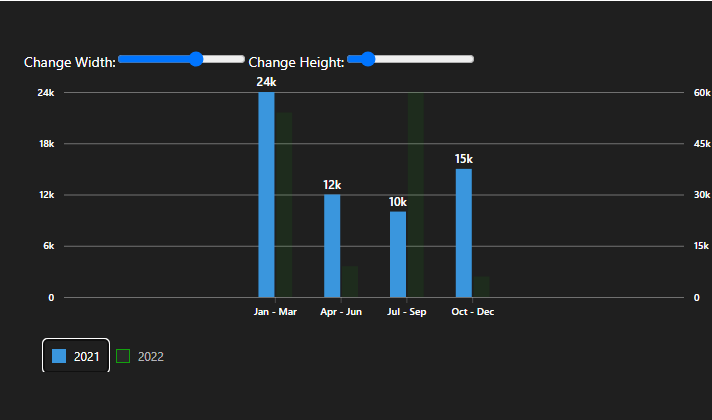 Change Width: Change Height:
24k
24k 60k
18k 45k
15k
12k
12k 30k
10k
6k 15k
0 0
Jan - Mar Apr - Jun Jul - Sep Oct - Dec
2021 2022